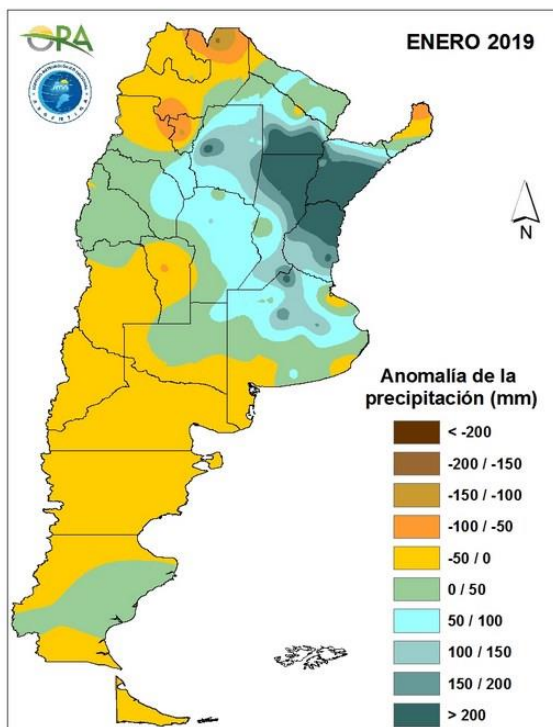 ORA
ENERO 2019
N
Anomalía de la
precipitación (mm)
< -200
-200 / -150
-150 / -100
-100 / -50
-50 / 0
0 / 50
50 / 100
100 / 150
150 / 200
> 200